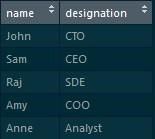 name designation
John CTO
Sam CEO
Raj SDE
Amy COO
Anne Analyst